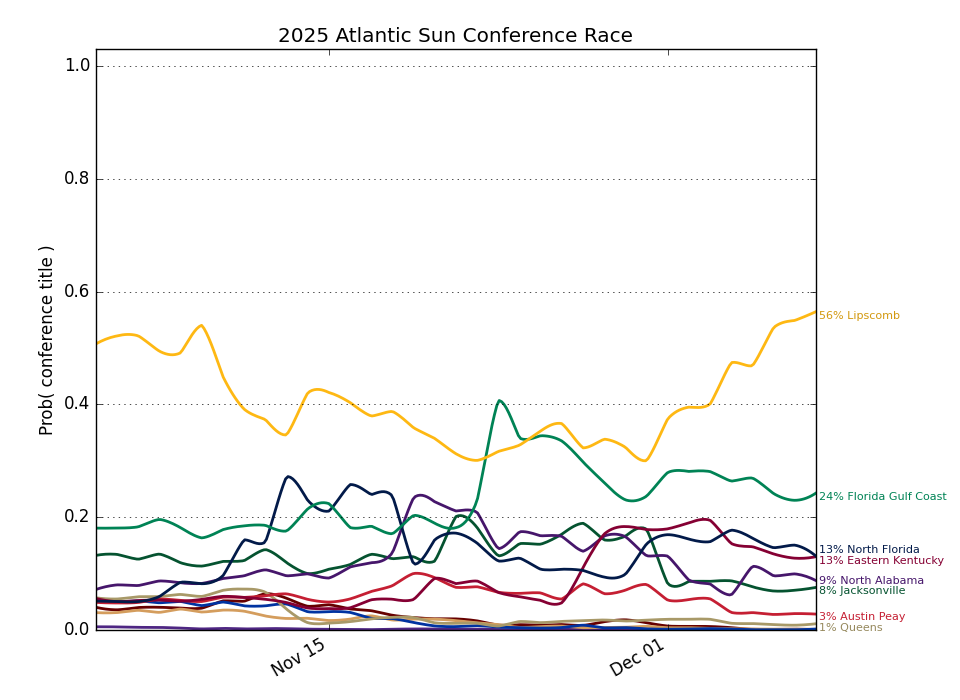 2025 Atlantic Sun Conference Race
1.0
0.8
0.6
0.4
0.2
0.0
Prob( conference title )
Nov 15
Dec 01
56% Lipscomb
24% Florida Gulf Coast
13% North Florida
13% Eastern Kentucky
9% North Alabama
8% Jacksonville
3% Austin Peay
1% Queens